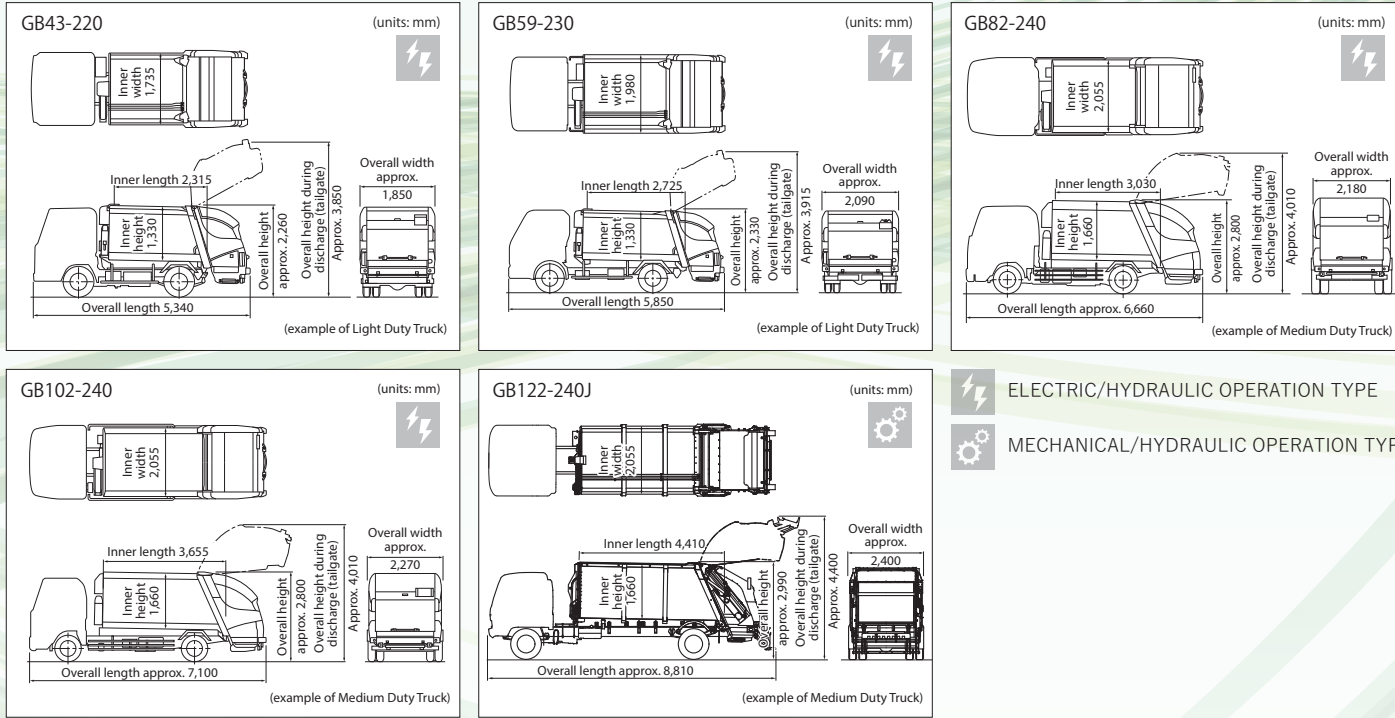 GB43-220
(units: mm)
Inner
width
1,735
Inner length 2,315
Inner
height
1,330
Overall height
approx. 2,260
Overall height during
discharge (tailgate)
Approx. 3,850
Overall width
approx.
1,850
Overall length 5,340
(example of Light Duty Truck)
GB59-230
(units: mm)
Inner
width
1,980
Inner length 2,725
Inner
height
1,330
Overall height
approx. 2,330
Overall height during
discharge (tailgate)
Approx. 3,915
Overall width
approx.
2,090
Overall length 5,850
(example of Light Duty Truck)
GB82-240
(units: mm)
Inner
width
2,055
Inner length 3,030
Inner
height
1,660
Overall height
approx. 2,800
Overall height during
discharge (tailgate)
Approx. 4,010
Overall width
approx.
2,180
Overall length approx. 6,660
(example of Medium Duty Truck)
GB102-240
(units: mm)
Inner
width
2,055
Inner length 3,655
Inner
height
1,660
Overall height
approx. 2,800
Overall height during
discharge (tailgate)
Approx. 4,010
Overall width
approx.
2,270
Overall length approx. 7,100
(example of Medium Duty Truck)
GB122-240J
(units: mm)
Inner
width
2,055
Inner length 4,410
Inner
height
1,660
Overall height
approx. 2,990
Overall height during
discharge (tailgate)
Approx. 4,400
Overall width
approx.
2,400
Overall length approx. 8,810
(example of Medium Duty Truck)
ELECTRIC/HYDRAULIC OPERATION TYPE
MECHANICAL/HYDRAULIC OPERATION TYP